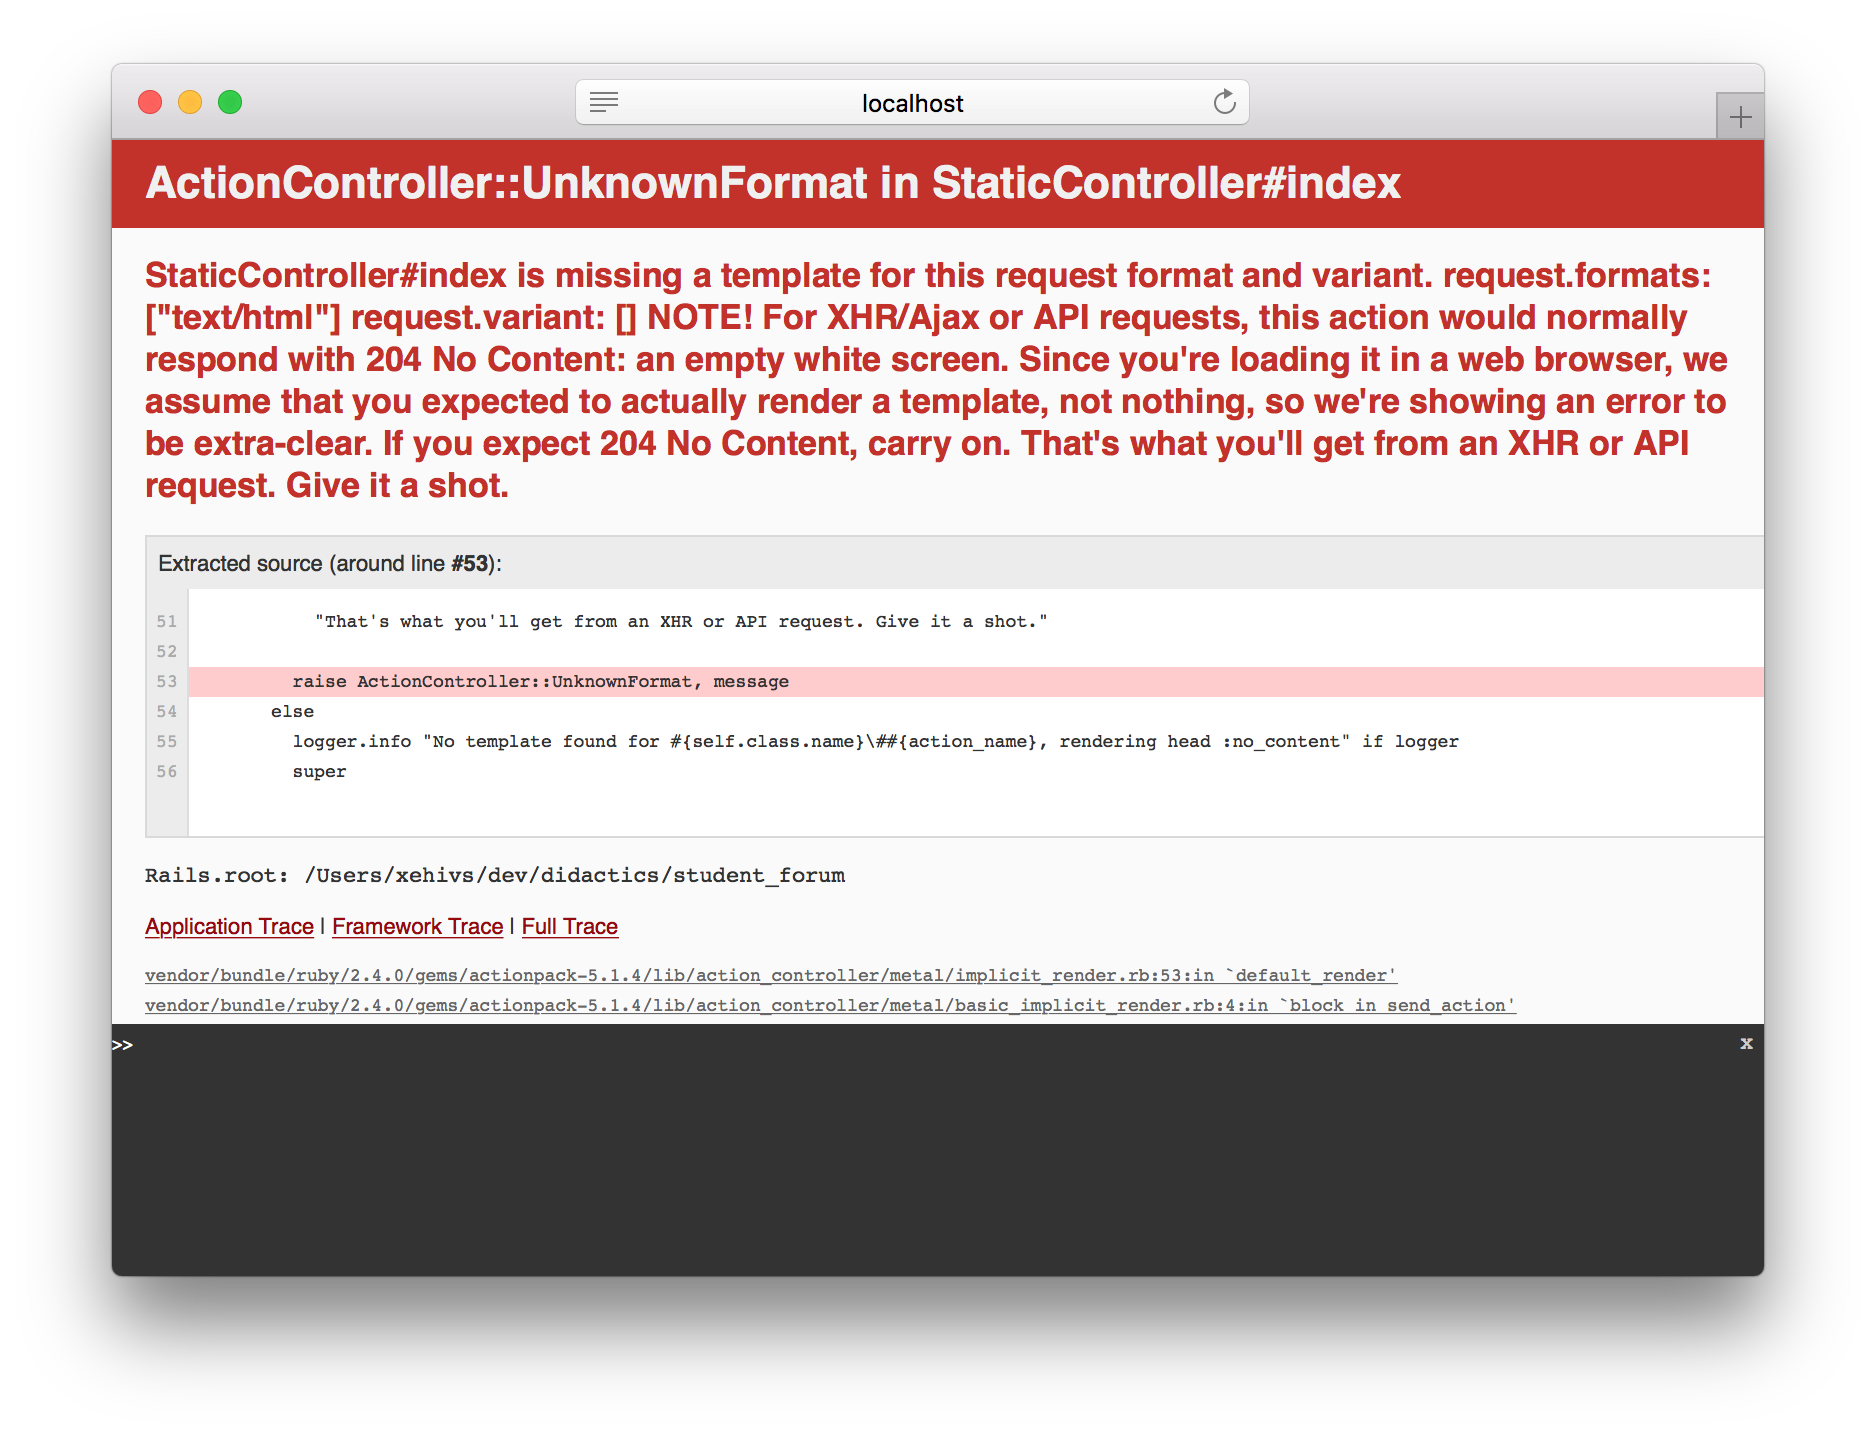 localhost
ActionController::UnknownFormat in StaticController#index
StaticController#index is missing a template for this request format and variant. request.formats:
["text/html"] request.variant: [] NOTE! For XHR/Ajax or API requests, this action would normally
respond with 204 No Content: an empty white screen. Since you're loading it in a web browser, we
assume that you expected to actually render a template, not nothing, so we're showing an error to
be extra-clear. If you expect 204 No Content, carry on. That's what you'll get from an XHR or API
request. Give it a shot.
Extracted source (around line #53):
51 "That's what you'll get from an XHR or API request. Give it a shot."
52
53 raise ActionController::UnknownFormat, message
54 else
55 logger.info "No template found for #{self.class.name}\##{action_name}, rendering head :no_content" if logger
56 super
Rails.root: /Users/xehivs/dev/didactics/student_forum
Application Trace | Framework Trace | Full Trace
vendor/bundle/ruby/2.4.0/gems/actionpack-5.1.4/lib/action_controller/metal/implicit_render.rb:53:in `default_render'
vendor/bundle/ruby/2.4.0/gems/actionpack-5.1.4/lib/action_controller/metal/basic_implicit_render.rb:4:in `block in send_action'
>> x